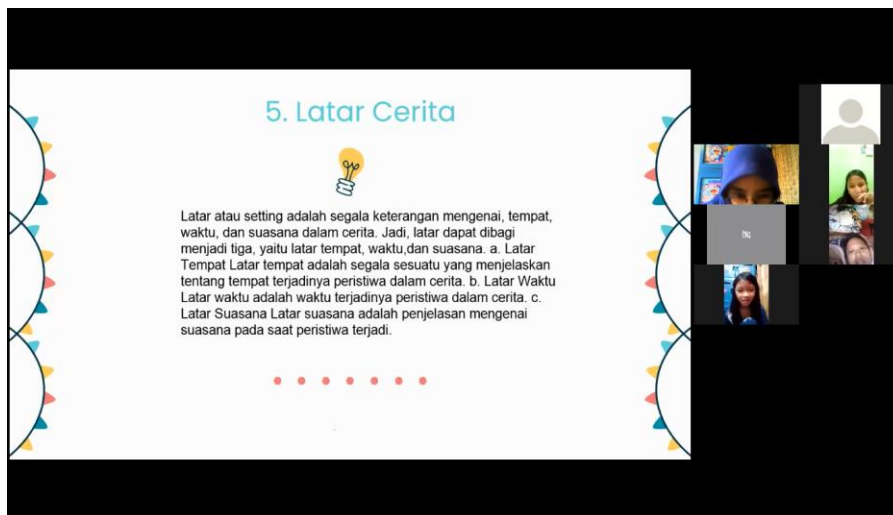 5. Latar Cerita
Latar atau setting adalah segala keterangan mengenai, tempat,
waktu, dan suasana dalam cerita. Jadi, latar dapat dibagi
menjadi tiga, yaitu latar tempat, waktu,dan suasana. a. Latar
Tempat Latar tempat adalah segala sesuatu yang menjelaskan
tentang tempat terjadinya peristiwa dalam cerita. b. Latar Waktu
Latar waktu adalah waktu terjadinya peristiwa dalam cerita. c.
Latar Suasana Latar suasana adalah penjelasan mengenai
suasana pada saat peristiwa terjadi.